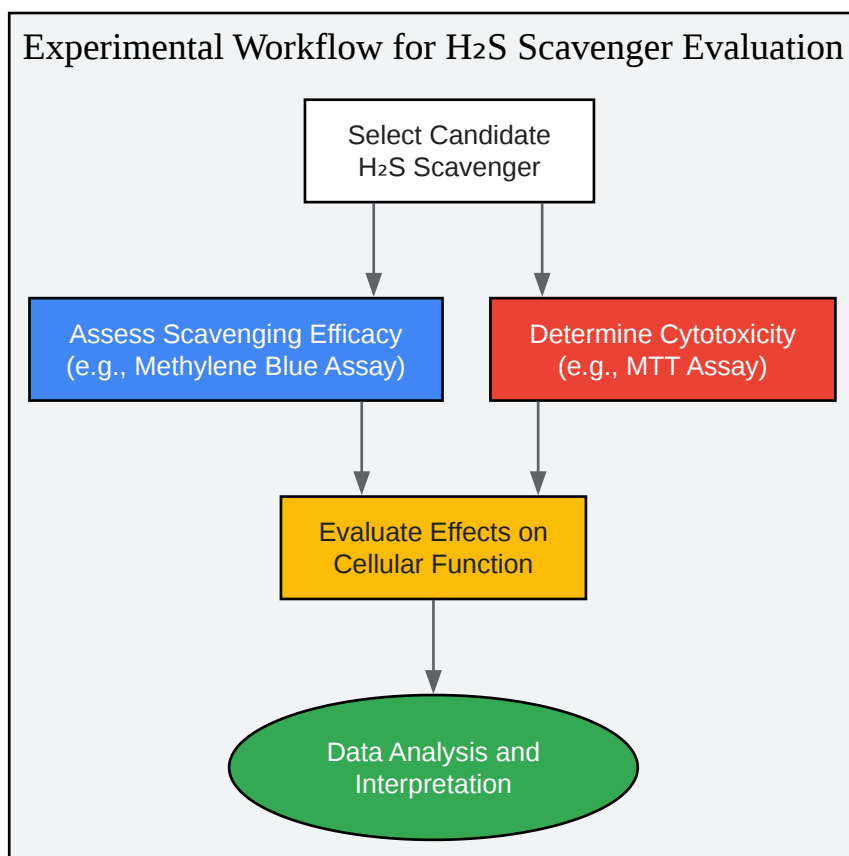 Experimental Workflow for H₂S Scavenger Evaluation
Select Candidate
H₂S Scavenger
Assess Scavenging Efficacy
(e.g., Methylene Blue Assay)
Determine Cytotoxicity
(e.g., MTT Assay)
Evaluate Effects on
Cellular Function
Data Analysis and
Interpretation